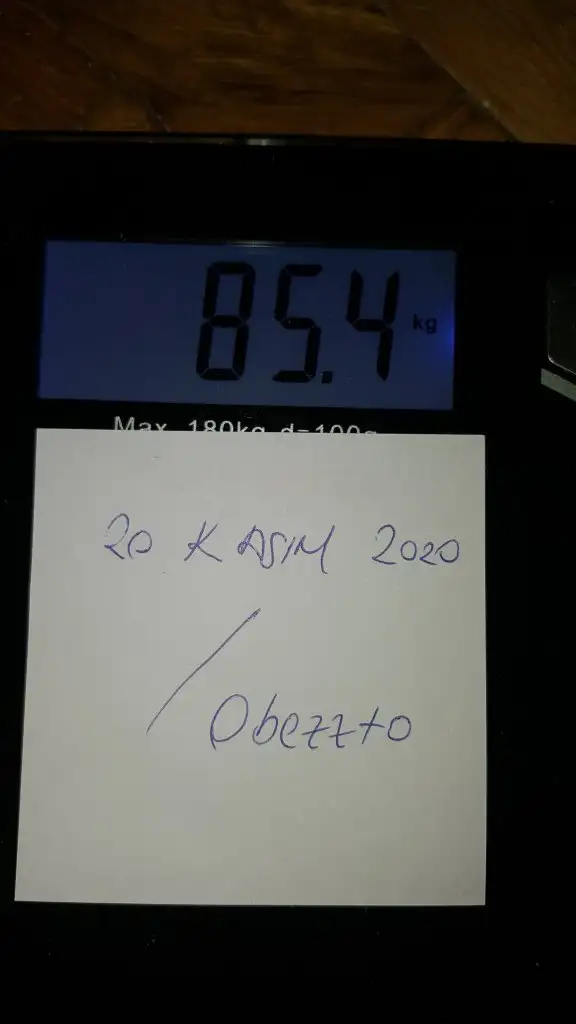 85.4 kg
Max. 180kg d=100g
20 KASIM 2020
/
Obezzto